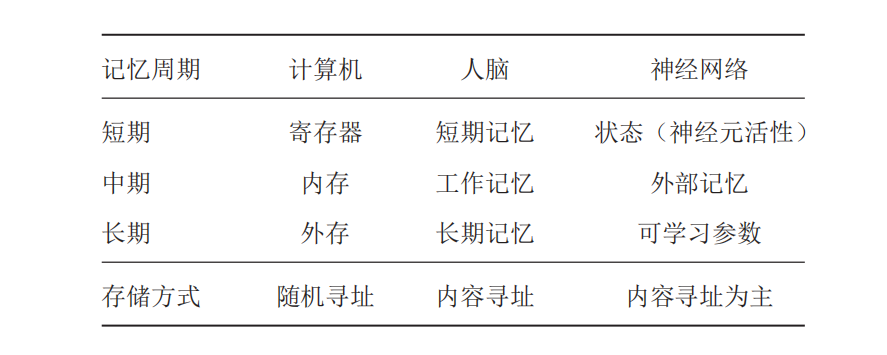 记忆周期 计算机 人脑 神经网络
短期 寄存器 短期记忆 状态（神经元活性）
中期 内存 工作记忆 外部记忆
长期 外存 长期记忆 可学习参数
存储方式 随机寻址 内容寻址 内容寻址为主